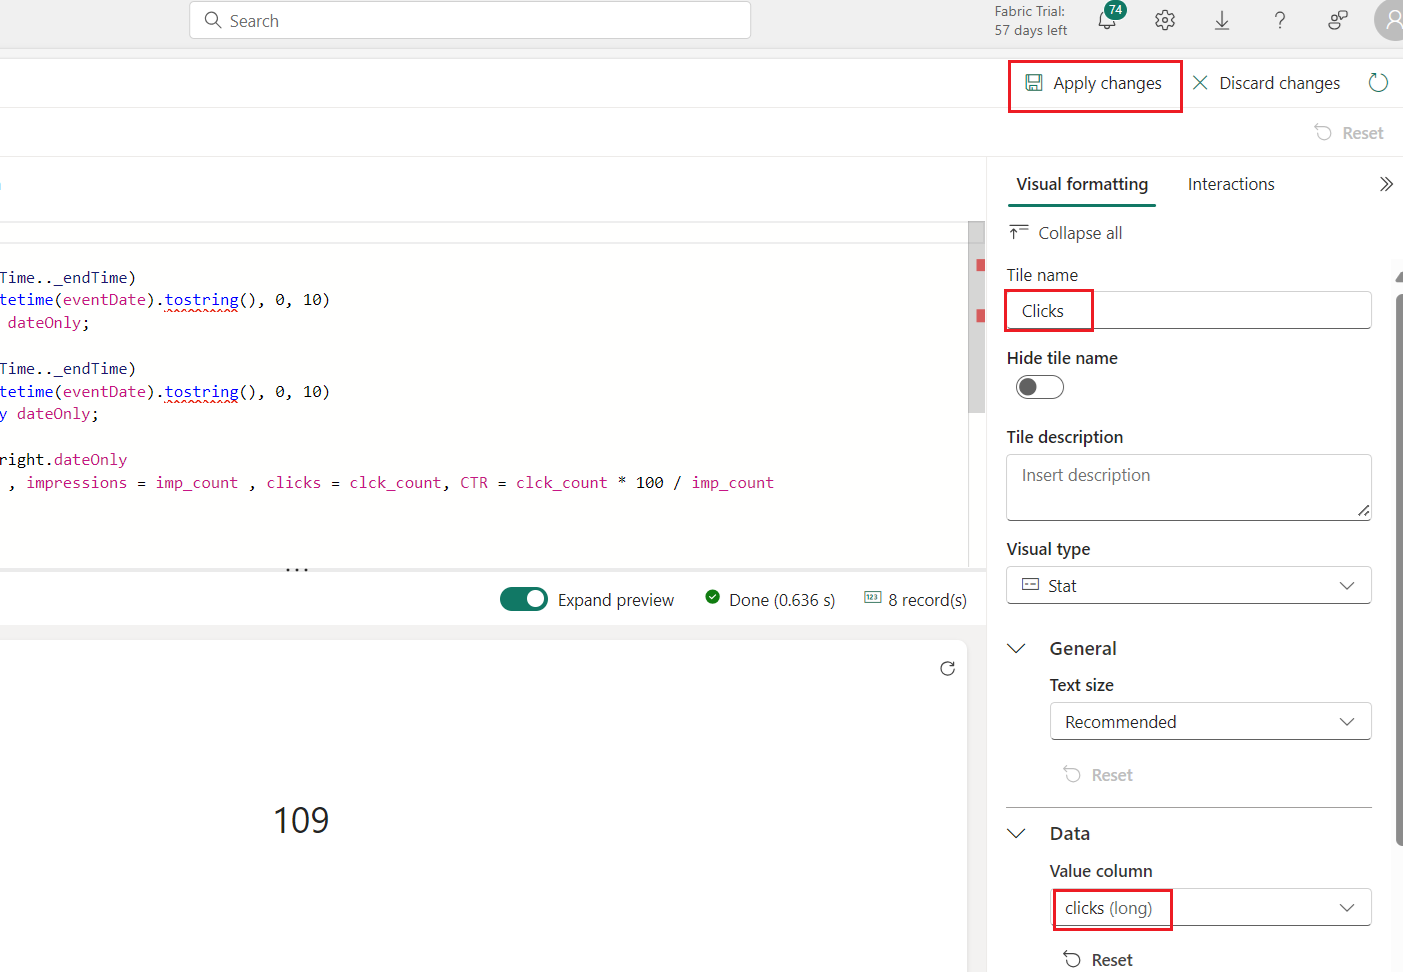 Search
Fabric Trial:
57 days left
74
Apply changes
Discard changes
Reset
Visual formatting
Interactions
Collapse all
Tile name
Clicks
Hide tile name
Tile description
Insert description
Visual type
Stat
General
Text size
Recommended
Reset
Data
Value column
clicks (long)
Reset
Time.._endTime)
tetime(eventDate).tostring(), 0, 10)
dateOnly;
Time.._endTime)
tetime(eventDate).tostring(), 0, 10)
y dateOnly;
right.dateOnly
, impressions = imp_count , clicks = clck_count, CTR = clck_count * 100 / imp_count
Expand preview
Done (0.636 s)
123
8 record(s)
109